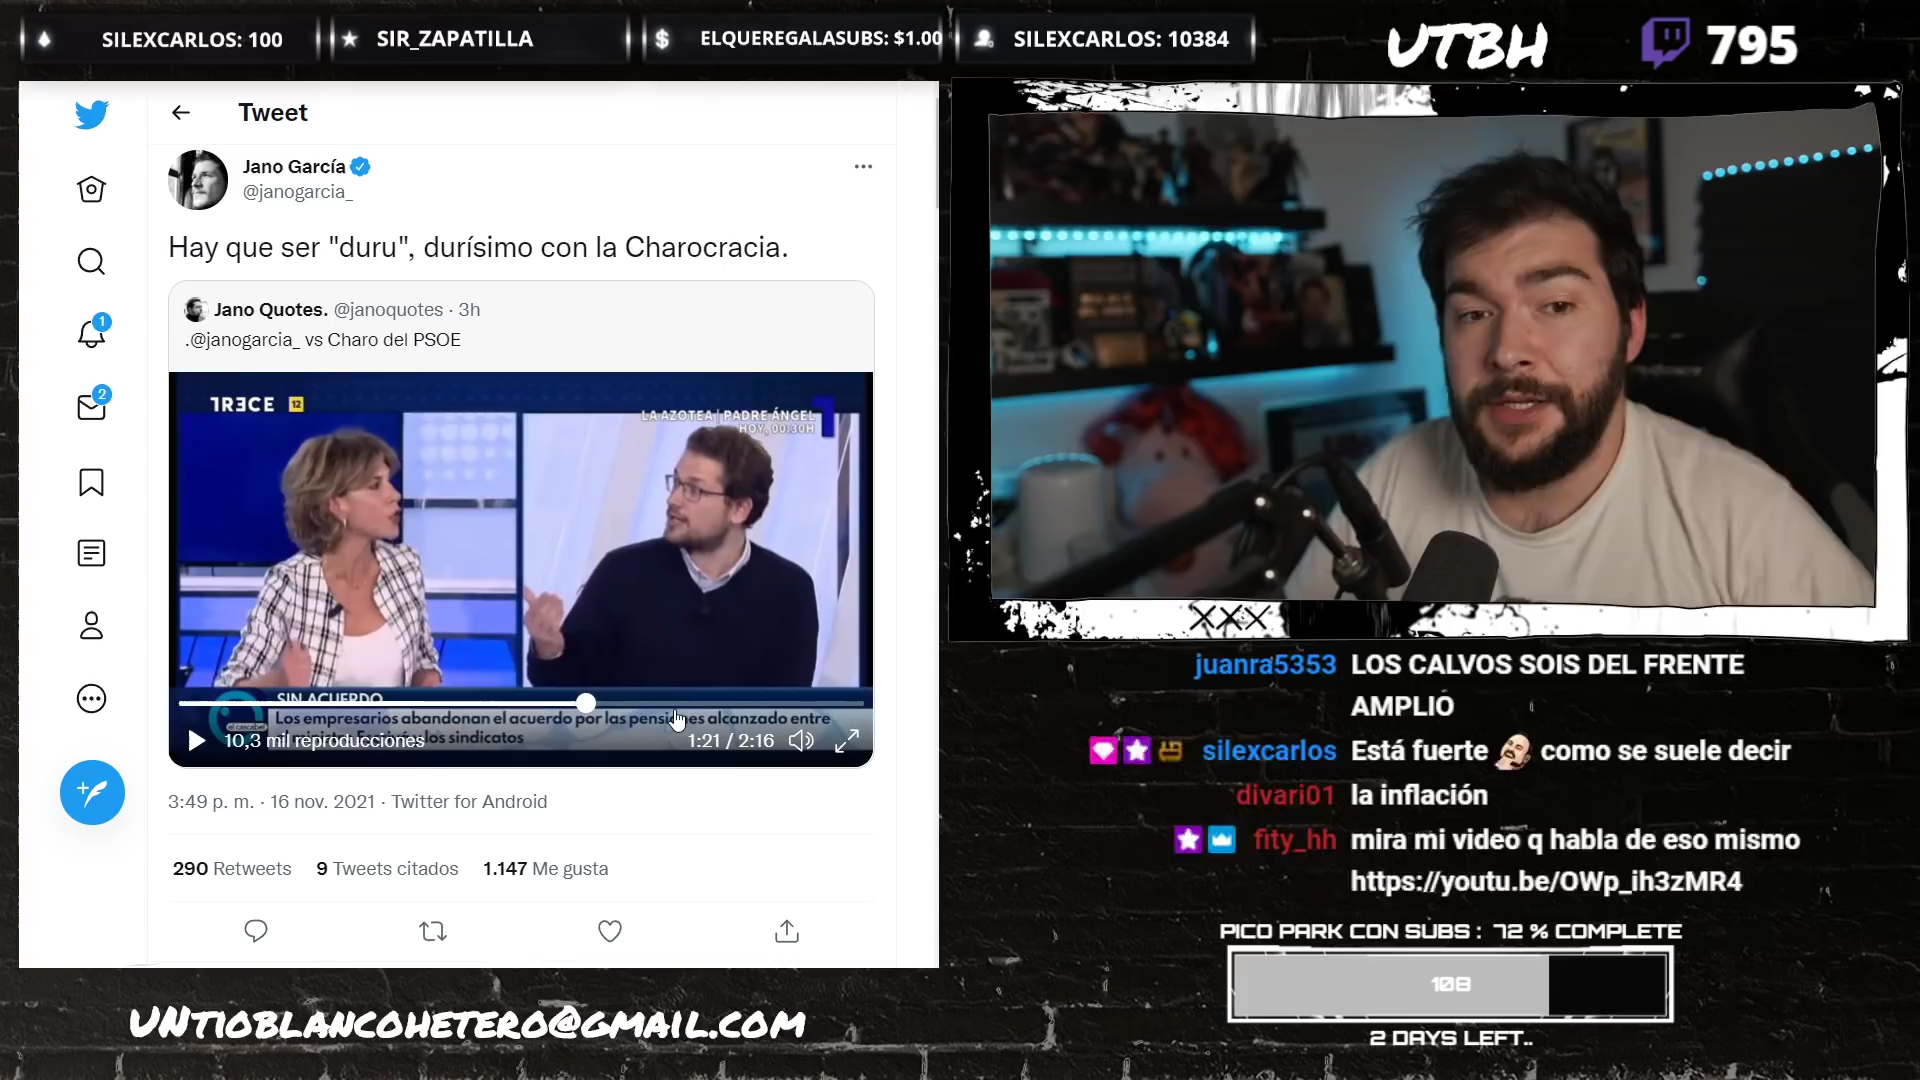 SILEXCARLOS: 100
SIR_ZAPATILLA
ELQUEREGALASUBS: $1.00
SILEXCARLOS: 10384
UTBH
795
Tweet
Jano García
@janogarcia_
Hay que ser "duru", durísimo con la Charocracia.
Jano Quotes. @janoquotes · 3h
.@janogarcia_ vs Charo del PSOE
TRECE 12
LA AZOTEA | PADRE ÁNGEL
HOY, 00:30H
SIN ACUERDO
Los empresarios abandonan el acuerdo por las pensiones alcanzado entre
los sindicatos
10,3 mil reproducciones
1:21 / 2:16
3:49 p. m. · 16 nov. 2021 · Twitter for Android
290 Retweets 9 Tweets citados 1.147 Me gusta
1
2
XXX
juanra5353 LOS CALVOS SOIS DEL FRENTE
AMPLIO
silexcarlos Está fuerte como se suele decir
divari01 la inflación
fity_hh mira mi video q habla de eso mismo
https://youtu.be/OWp_ih3zMR4
PICO PARK CON SUBS : 72 % COMPLETE
108
2 DAYS LEFT..
UNTIOBLANCOHETERO@GMAIL.COM